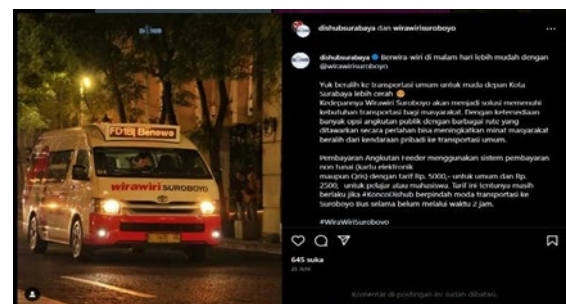 FD1B| Benowo
wirawiri SUROBOYO
dishubsurabaya dan wirawirisuroboyo
dishubsurabaya Berwira-wiri di malam hari lebih mudah dengan
@wirawirisuroboyo
Yuk beralih ke transportasi umum untuk masa depan Kota
Surabaya lebih cerah
Kedepannya Wirawiri Suroboyo akan menjadi solusi memenuhi
kebutuhan transportasi bagi masyarakat. Dengan ketersediaan
banyak opsi angkutan publik dengan berbagai rute yang
ditawarkan secara perlahan bisa meningkatkan minat masyarakat
beralih dari kendaraan pribadi ke transportasi umum.
Pembayaran Angkutan Feeder menggunakan sistem pembayaran
non tunai (kartu elektronik
maupun Qris) dengan tarif Rp. 5000,- untuk umum dan Rp.
2500, untuk pelajar atau mahasiswa. Tarif ini tentunya masih
berlaku jika #KoncoDishub berpindah moda transportasi ke
Suroboyo Bus selama belum melalui waktu 2 jam.
#WiraWiriSuroboyo
645 suka
Komentar di postingan ini sudah dibatasi.